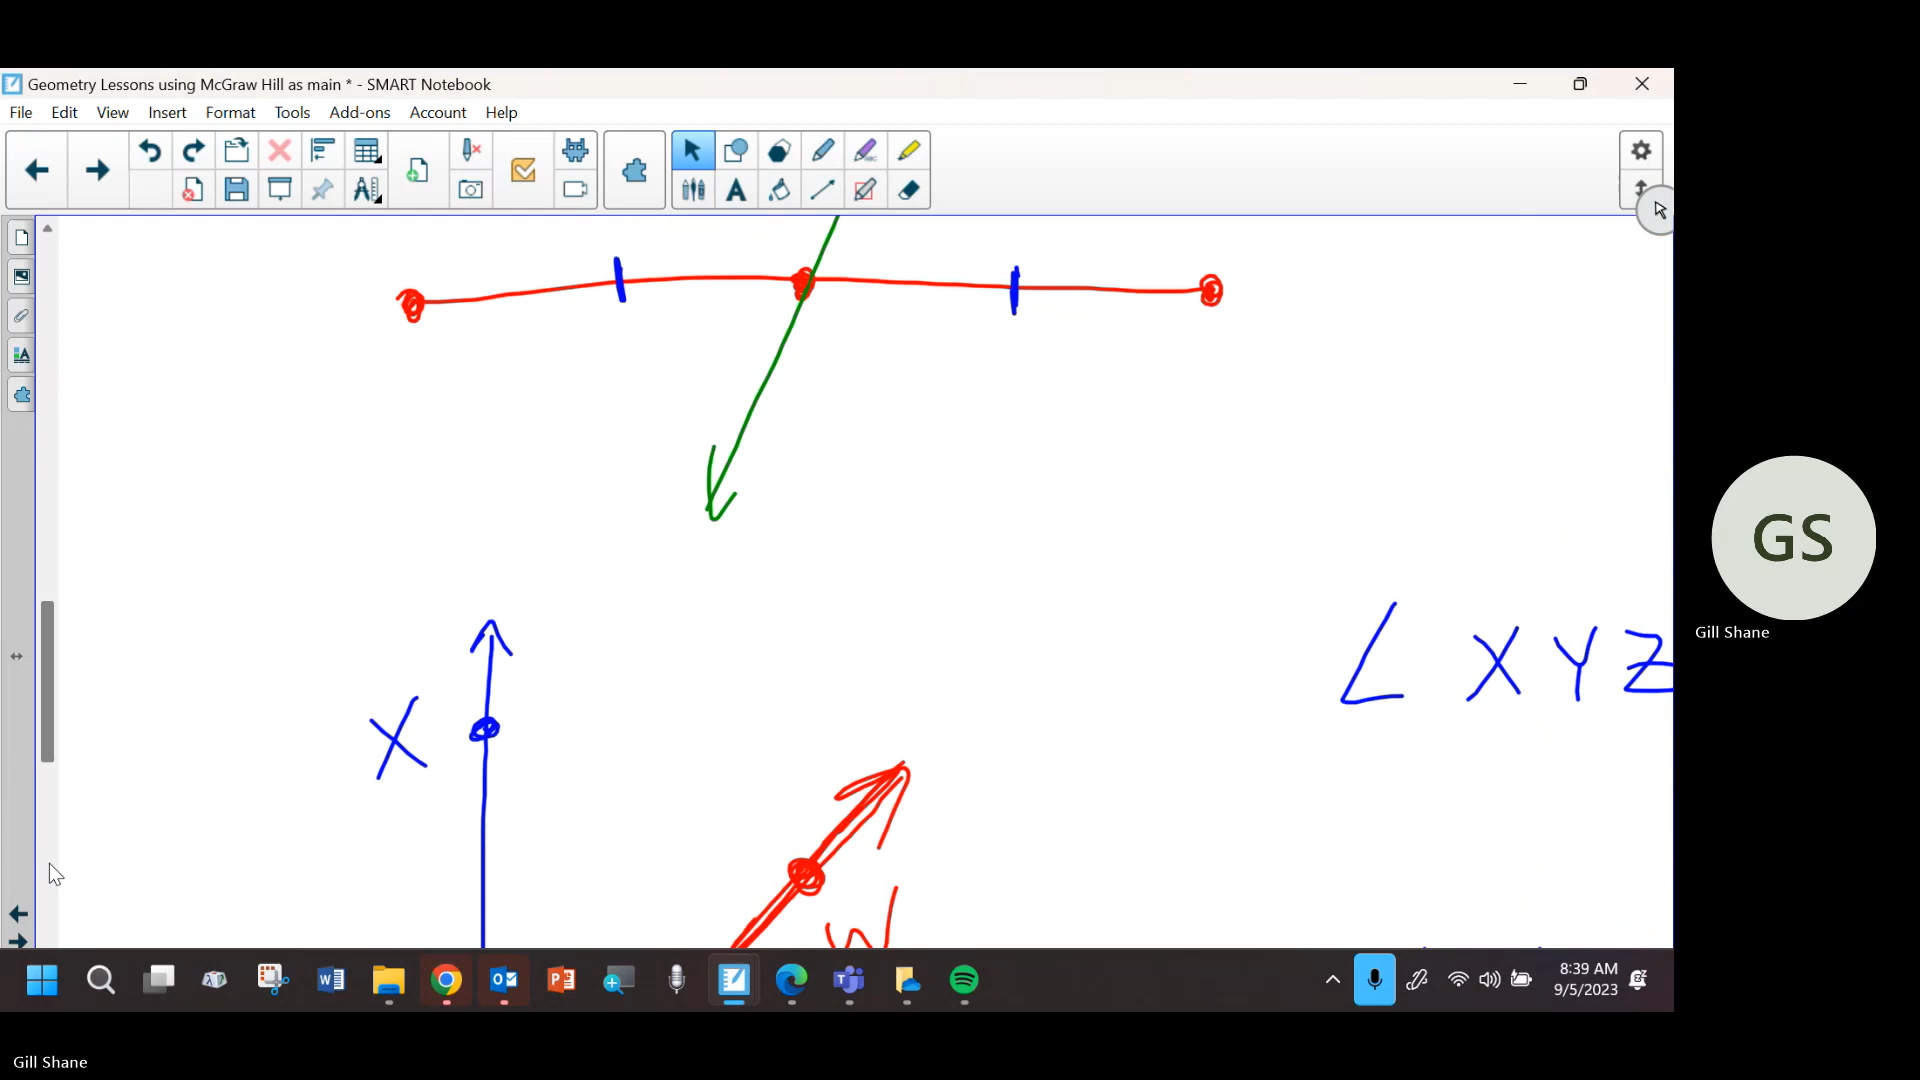 Geometry Lessons using McGraw Hill as main * - SMART Notebook
File Edit View Insert Format Tools Add-ons Account Help
∠ X Y Z
X
W
GS
Gill Shane
8:39 AM
9/5/2023
Gill Shane